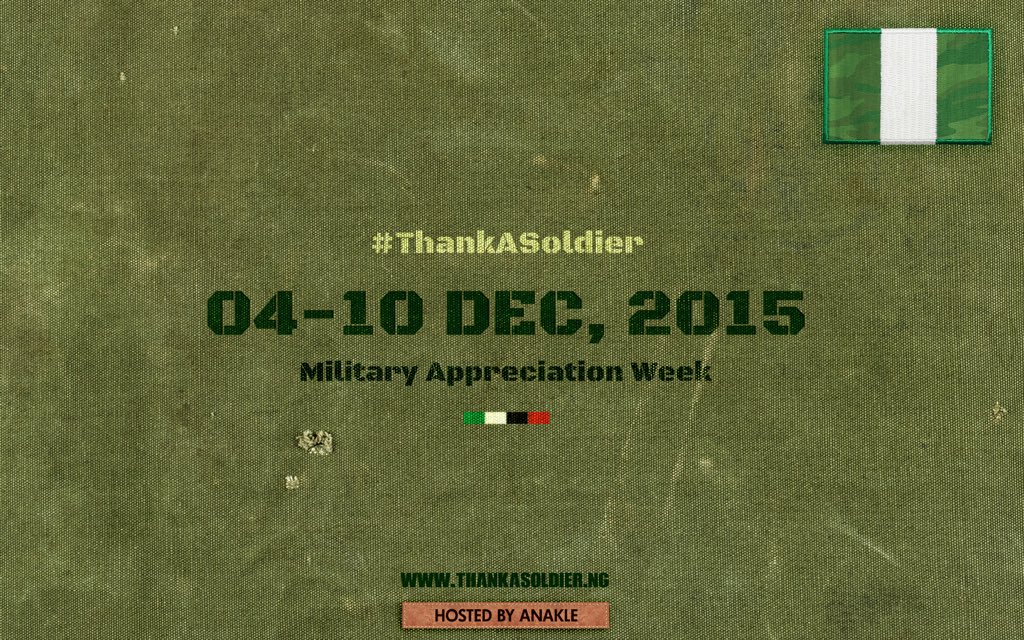 #ThankASoldier
04-10 DEC, 2015
Military Appreciation Week
WWW.THANKASOLDIER.NG
HOSTED BY ANAKLE